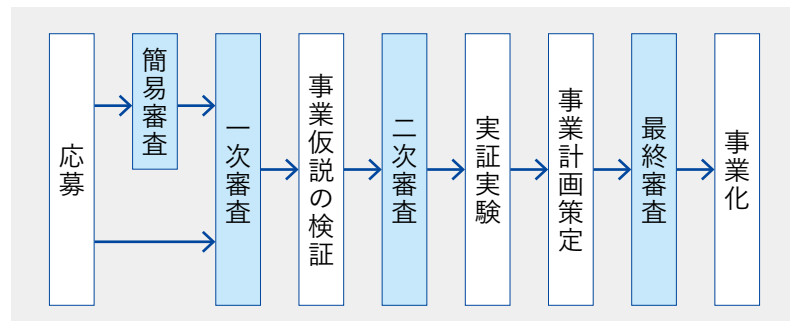 応募
簡易審査
一次審査
事業仮説の検証
二次審査
実証実験
事業計画策定
最終審査
事業化